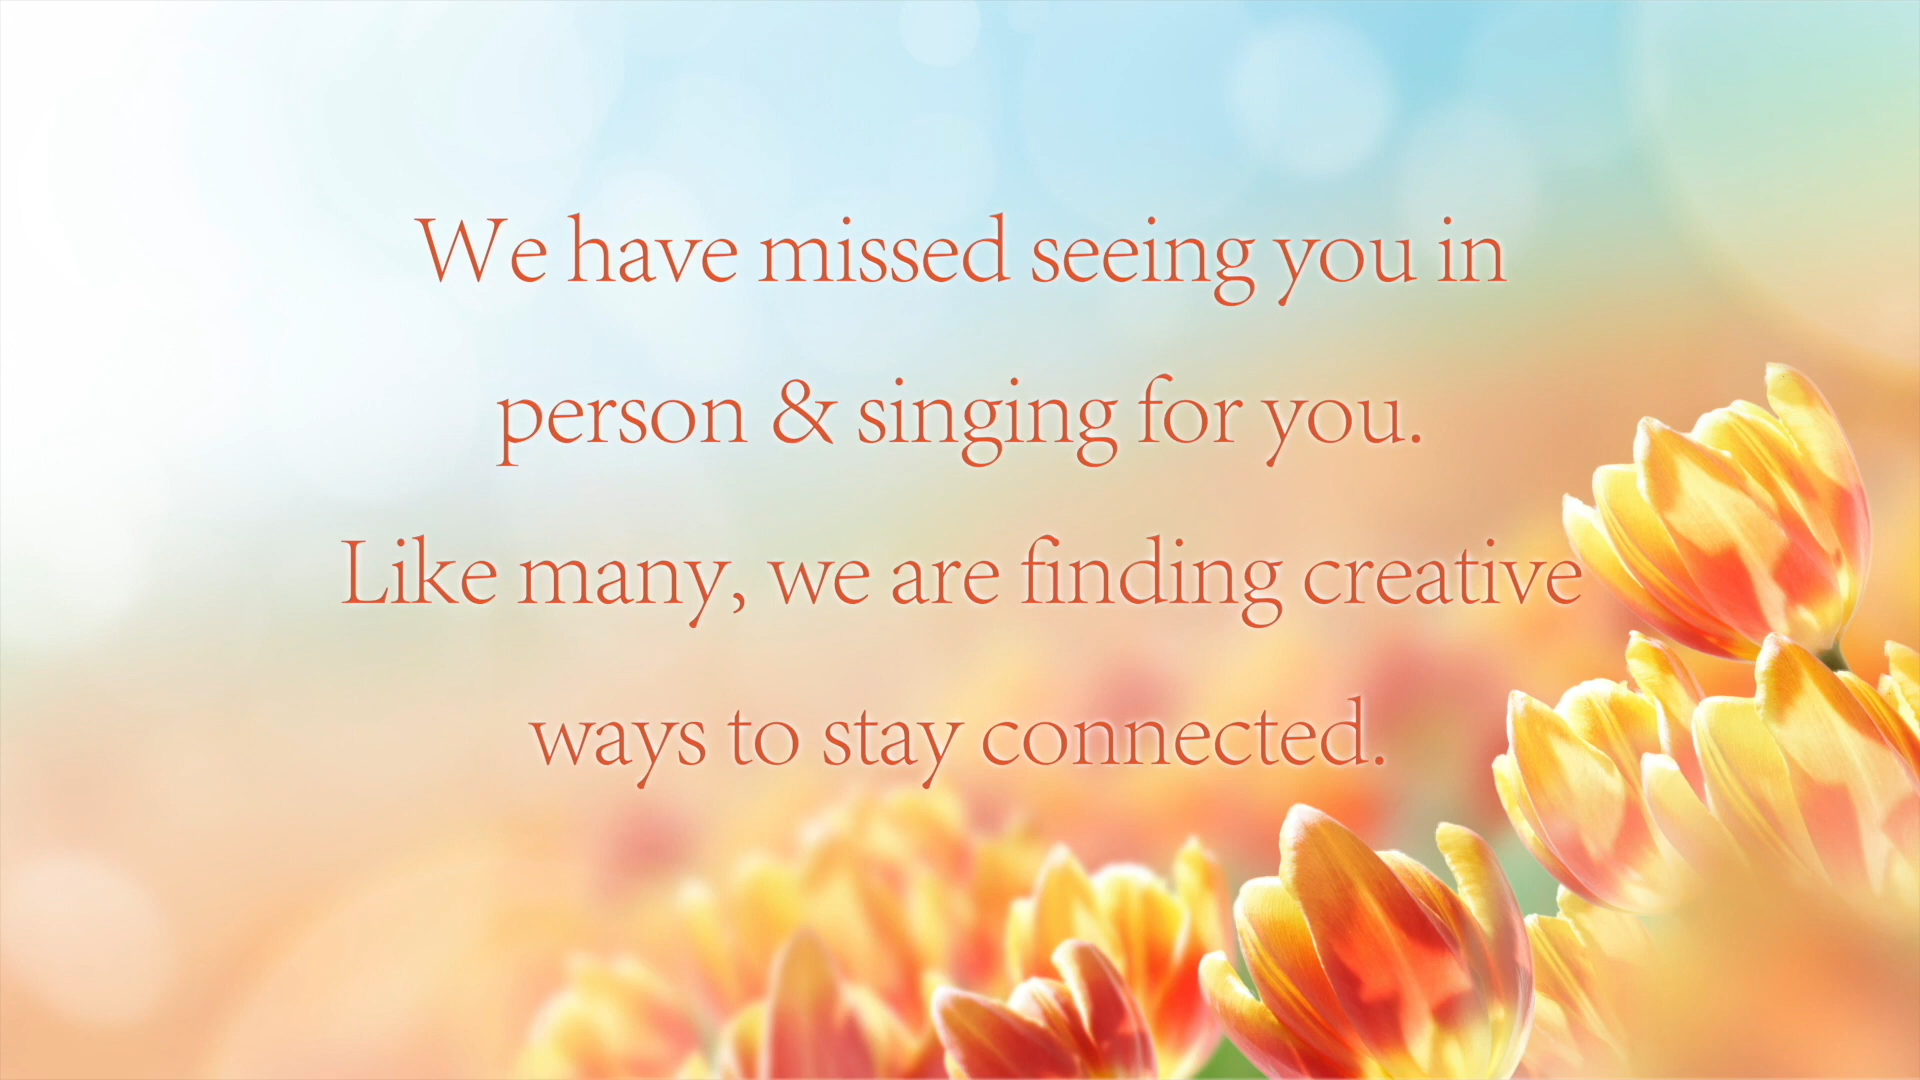 We have missed seeing you in
person & singing for you.
Like many, we are finding creative
ways to stay connected.